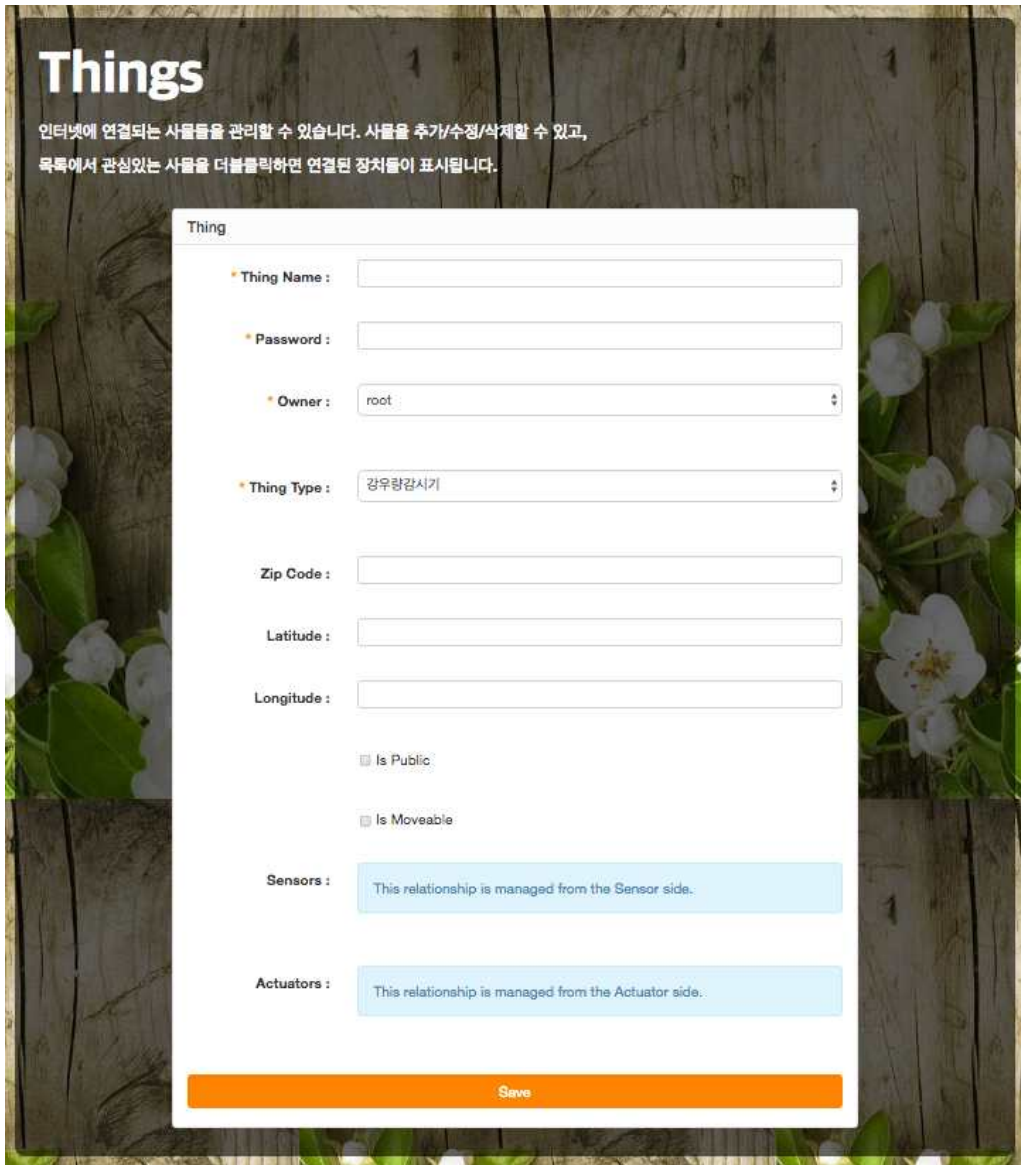 Things
인터넷에 연결되는 사물들을 관리할 수 있습니다. 사물을 추가/수정/삭제할 수 있고,
목록에서 관심있는 사물을 더블클릭하면 연결된 장치들이 표시됩니다.
Thing
* Thing Name :
* Password :
* Owner : root
* Thing Type : 강우량감시기
Zip Code :
Latitude :
Longitude :
Is Public
Is Moveable
Sensors : This relationship is managed from the Sensor side.
Actuators : This relationship is managed from the Actuator side.
Save